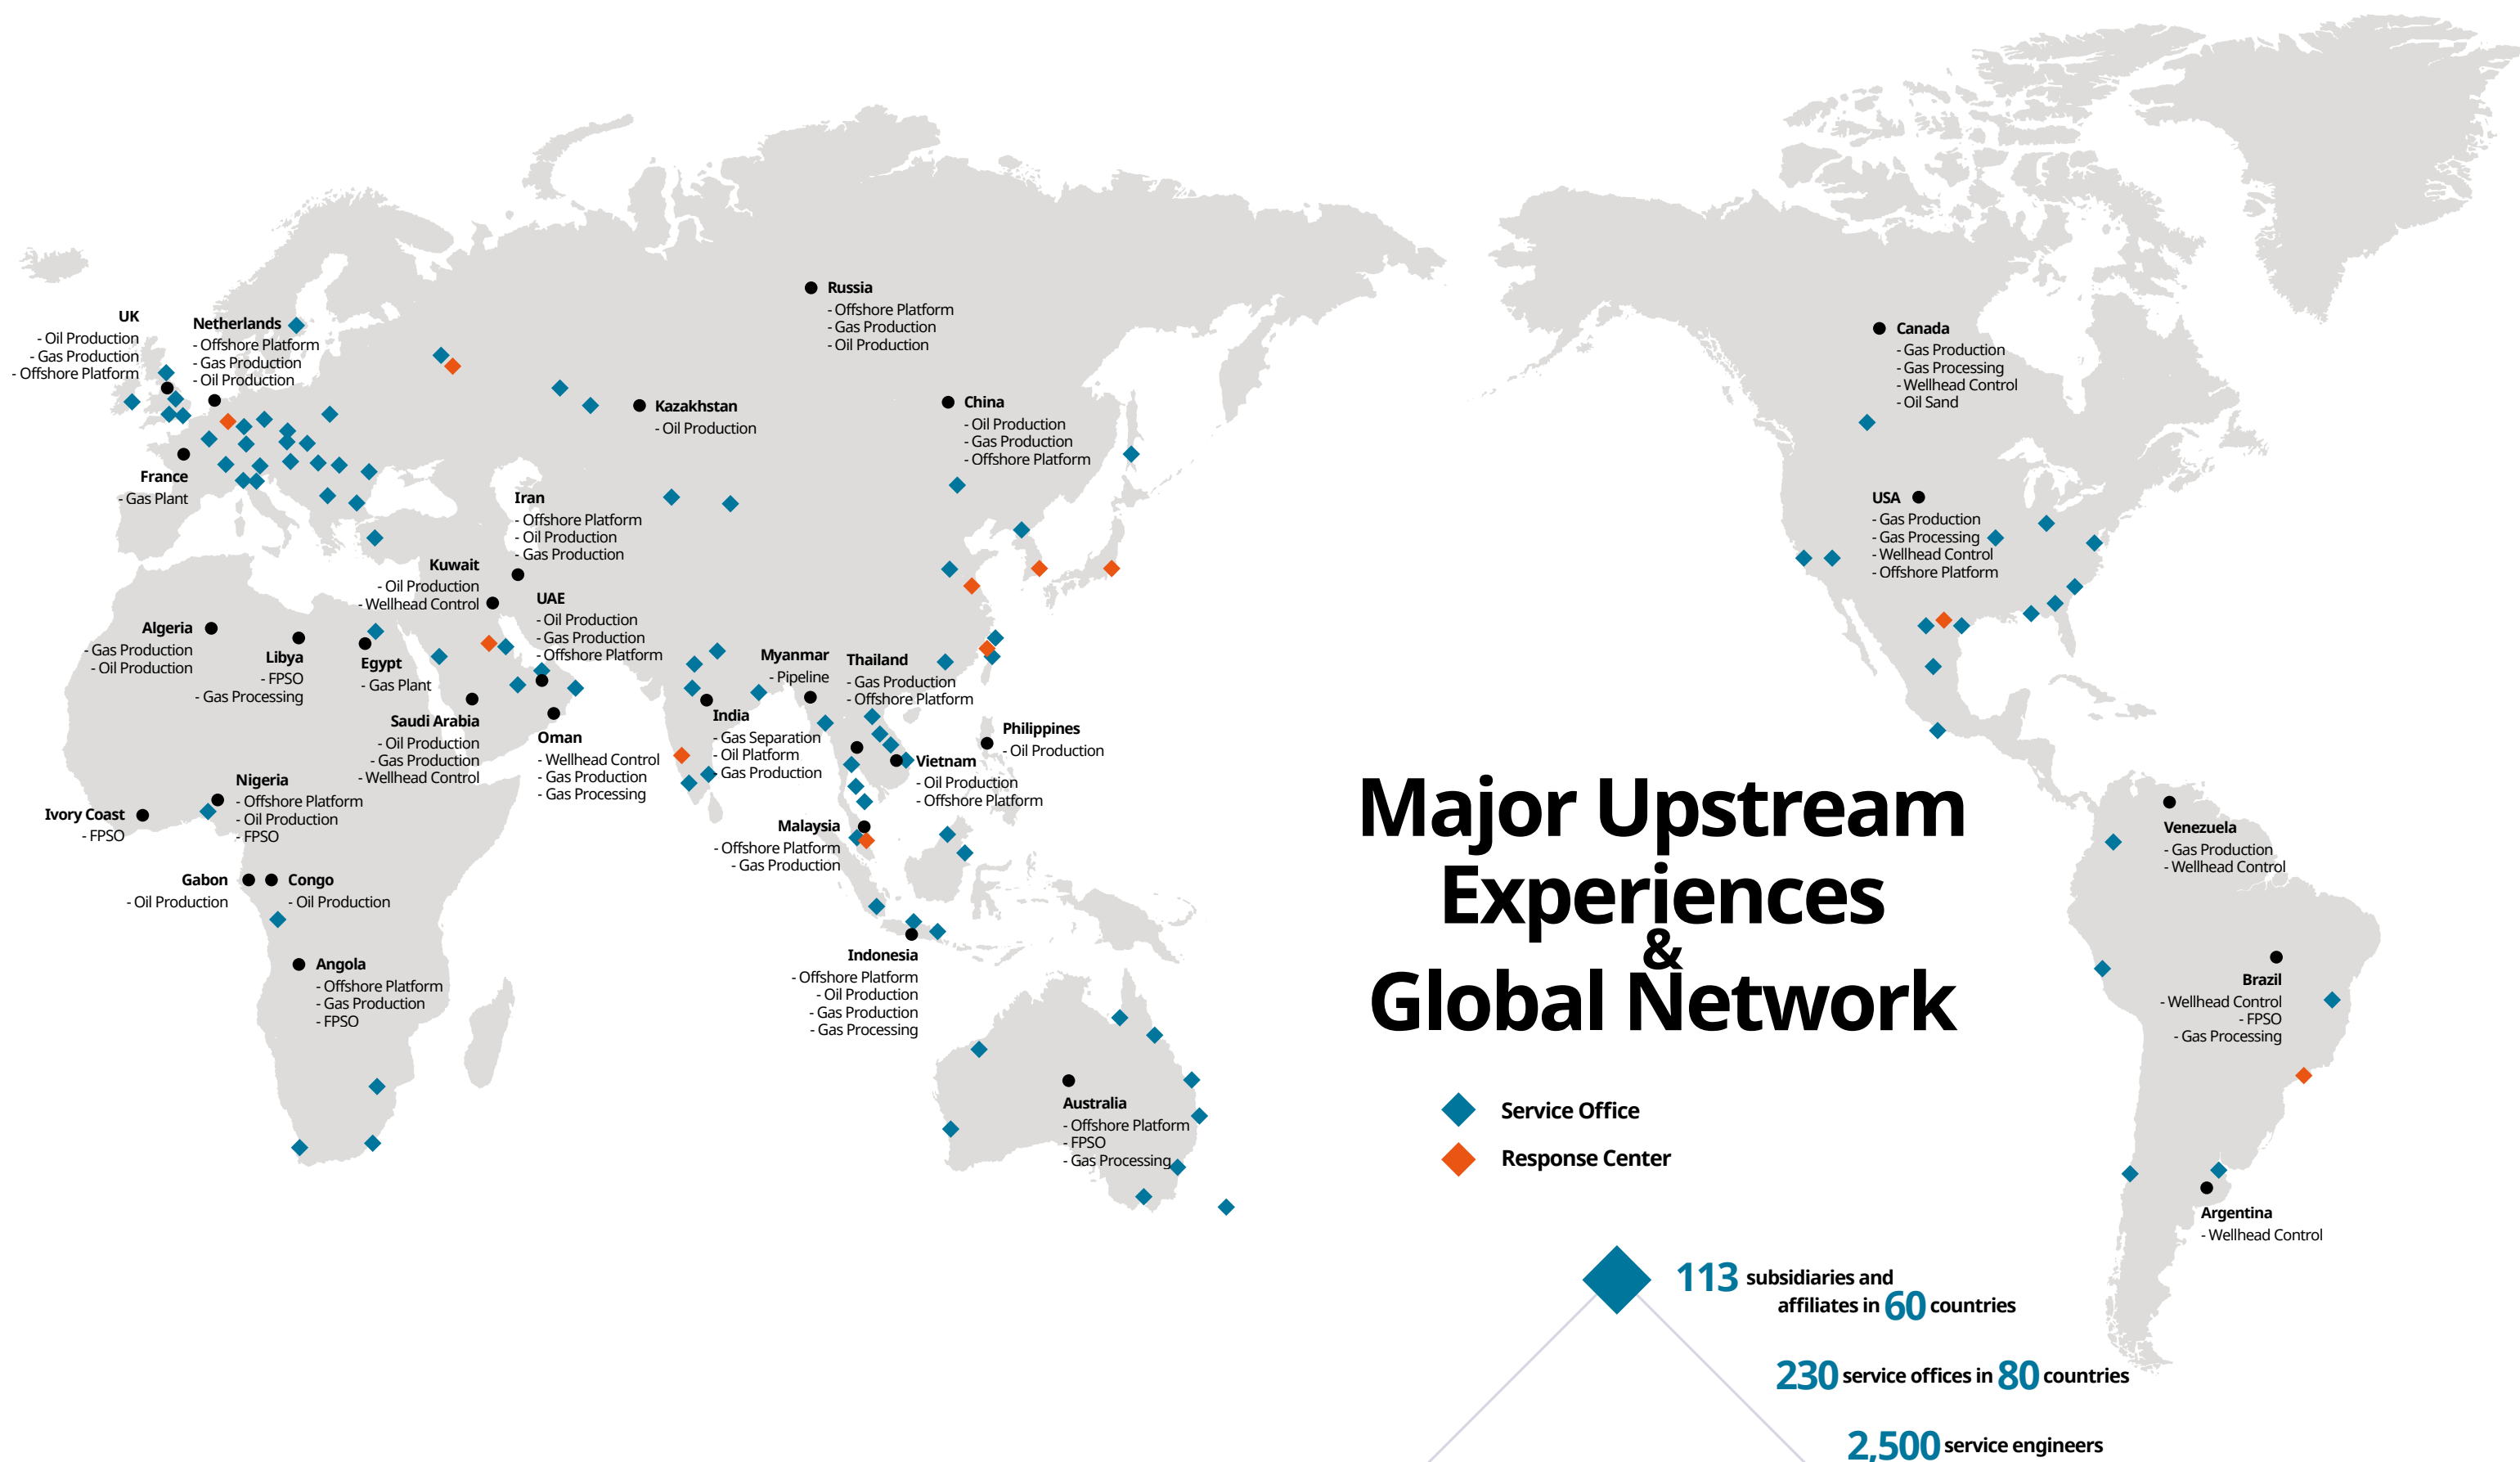 UK
- Oil Production
- Gas Production
- Offshore Platform
Netherlands
- Offshore Platform
- Gas Production
- Oil Production
France
- Gas Plant
Russia
- Offshore Platform
- Gas Production
- Oil Production
Kazakhstan
- Oil Production
China
- Oil Production
- Gas Production
- Offshore Platform
Iran
- Offshore Platform
- Oil Production
- Gas Production
Kuwait
- Oil Production
- Wellhead Control
UAE
- Oil Production
- Gas Production
- Offshore Platform
Algeria
- Gas Production
- Oil Production
Libya
- FPSO
- Gas Processing
Egypt
- Gas Plant
Saudi Arabia
- Oil Production
- Gas Production
- Wellhead Control
Oman
- Wellhead Control
- Gas Production
- Gas Processing
India
- Gas Separation
- Oil Platform
- Gas Production
Myanmar
- Pipeline
Thailand
- Gas Production
- Offshore Platform
Philippines
- Oil Production
Vietnam
- Oil Production
- Offshore Platform
Malaysia
- Offshore Platform
- Gas Production
Nigeria
- Offshore Platform
- Oil Production
- FPSO
Ivory Coast
- FPSO
Gabon
- Oil Production
Congo
- Oil Production
Angola
- Offshore Platform
- Gas Production
- FPSO
Indonesia
- Offshore Platform
- Oil Production
- Gas Production
- Gas Processing
Australia
- Offshore Platform
- FPSO
- Gas Processing
Canada
- Gas Production
- Gas Processing
- Wellhead Control
- Oil Sand
USA
- Gas Production
- Gas Processing
- Wellhead Control
- Offshore Platform
Venezuela
- Gas Production
- Wellhead Control
Brazil
- Wellhead Control
- FPSO
- Gas Processing
Argentina
- Wellhead Control
Major Upstream
Experiences
&
Global Network
Service Office
Response Center
113 subsidiaries and
affiliates in 60 countries
230 service offices in 80 countries
2,500 service engineers